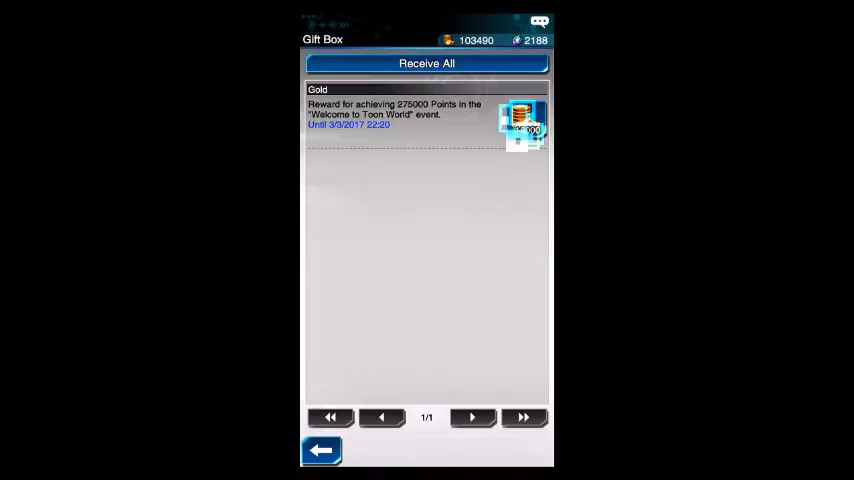 Gift Box
103490
2188
Receive All
Gold
Reward for achieving 275000 Points in the
"Welcome to Toon World" event.
Until 3/3/2017 22:20
1/1